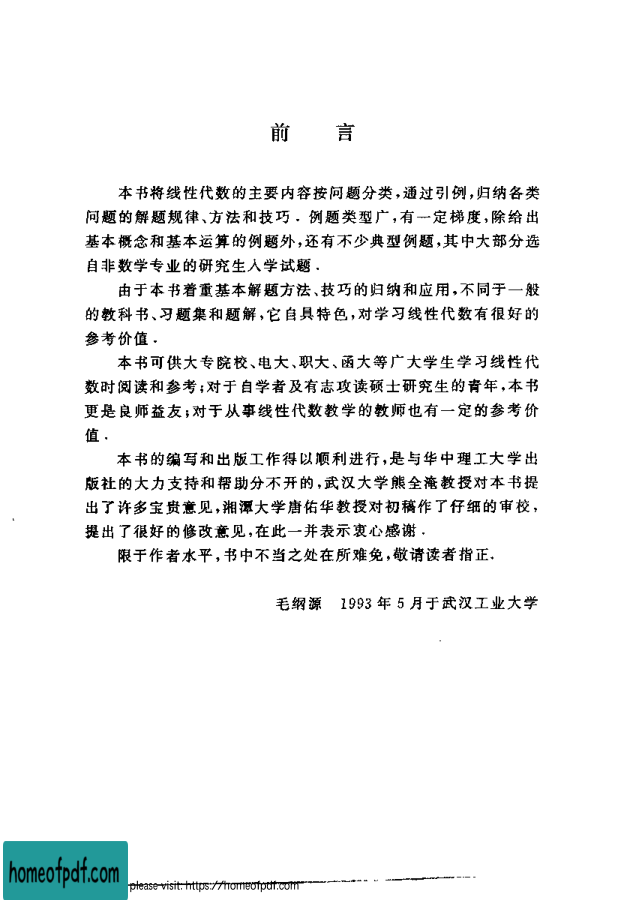 前　言
本书将线性代数的主要内容按问题分类,通过引例,归纳各类
问题的解题规律、方法和技巧．例题类型广,有一定梯度,除给出
基本概念和基本运算的例题外,还有不少典型例题,其中大部分选
自非数学专业的研究生入学试题．
由于本书着重基本解题方法、技巧的归纳和应用,不同于一般
的教科书、习题集和题解,它自具特色,对学习线性代数有很好的
参考价值．
本书可供大专院校、电大、职大、函大等广大学生学习线性代
数时阅读和参考;对于自学者及有志攻读硕士研究生的青年,本书
更是良师益友;对于从事线性代数教学的教师也有一定的参考价
值．
本书的编写和出版工作得以顺利进行,是与华中理工大学出
版社的大力支持和帮助分不开的,武汉大学熊全淹教授对本书提
出了许多宝贵意见,湘潭大学唐佑华教授对初稿作了仔细的审校,
提出了很好的修改意见,在此一并表示衷心感谢．
限于作者水平,书中不当之处在所难免,敬请读者指正．
毛纲源　1993 年 5 月于武汉工业大学
homeofpdf.com
please visit: https://homeofpdf.com